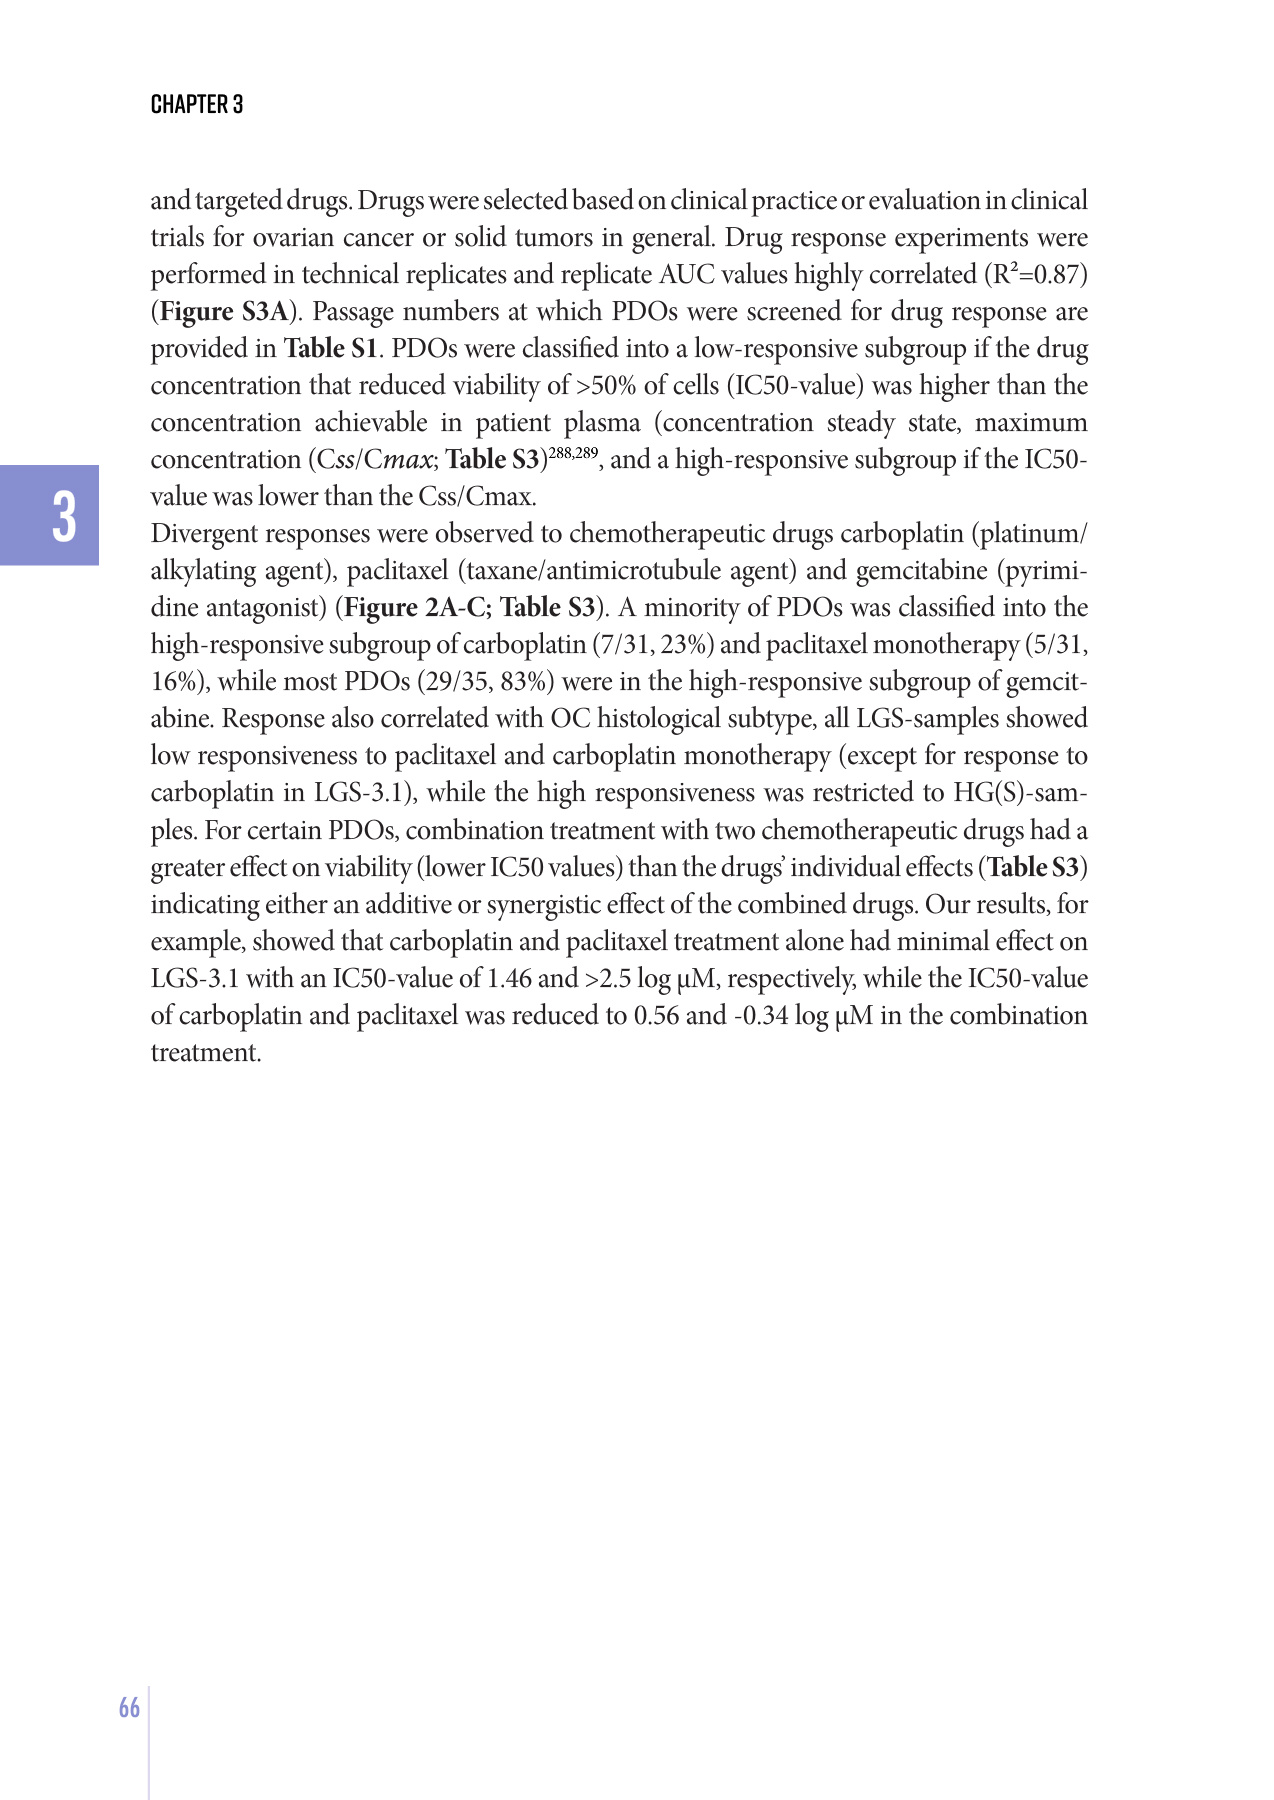 CHAPTER 3
and targeted drugs. Drugs were selected based on clinical practice or evaluation in clinical
trials for ovarian cancer or solid tumors in general. Drug response experiments were
performed in technical replicates and replicate AUC values highly correlated (R²=0.87)
(Figure S3A). Passage numbers at which PDOs were screened for drug response are
provided in Table S1. PDOs were classified into a low-responsive subgroup if the drug
concentration that reduced viability of >50% of cells (IC50-value) was higher than the
concentration achievable in patient plasma (concentration steady state, maximum
concentration (Css/Cmax; Table S3)288,289, and a high-responsive subgroup if the IC50-
value was lower than the Css/Cmax.
3
Divergent responses were observed to chemotherapeutic drugs carboplatin (platinum/
alkylating agent), paclitaxel (taxane/antimicrotubule agent) and gemcitabine (pyrimi-
dine antagonist) (Figure 2A-C; Table S3). A minority of PDOs was classified into the
high-responsive subgroup of carboplatin (7/31, 23%) and paclitaxel monotherapy (5/31,
16%), while most PDOs (29/35, 83%) were in the high-responsive subgroup of gemcit-
abine. Response also correlated with OC histological subtype, all LGS-samples showed
low responsiveness to paclitaxel and carboplatin monotherapy (except for response to
carboplatin in LGS-3.1), while the high responsiveness was restricted to HG(S)-sam-
ples. For certain PDOs, combination treatment with two chemotherapeutic drugs had a
greater effect on viability (lower IC50 values) than the drugs’ individual effects (Table S3)
indicating either an additive or synergistic effect of the combined drugs. Our results, for
example, showed that carboplatin and paclitaxel treatment alone had minimal effect on
LGS-3.1 with an IC50-value of 1.46 and >2.5 log µM, respectively, while the IC50-value
of carboplatin and paclitaxel was reduced to 0.56 and -0.34 log µM in the combination
treatment.
66